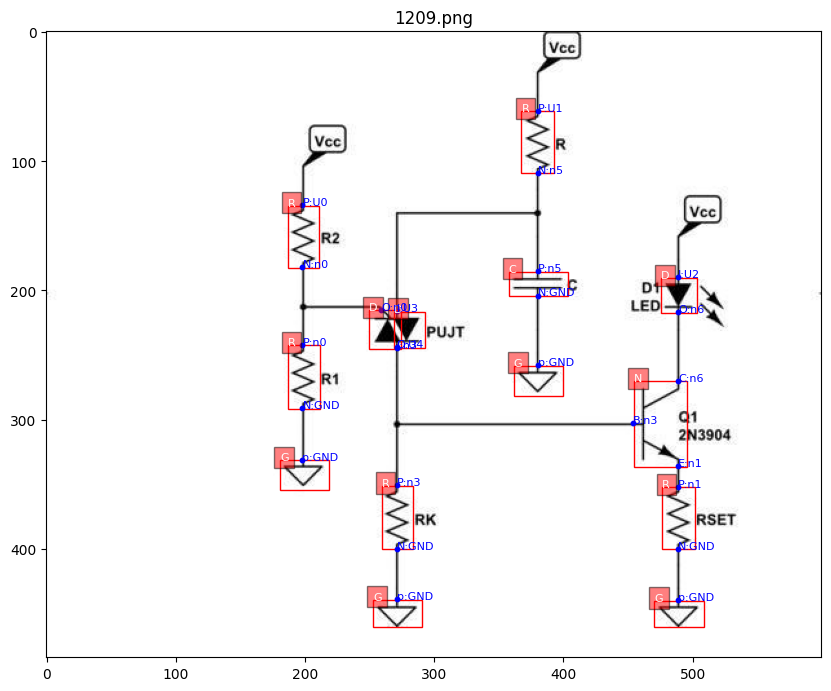 1209.png
0
Vcc
R
P:U1
R
N:n5
100
Vcc
R
P:U0
R2
N:n0
Vcc
C
P:n5
C
N:GND
D
I:U2
D1
LED
O:n6
200
D
O:n0
U3
PUJT
R
P:n0
R1
N:GND
G
p:GND
N
C:n6
B:n3
Q1
2N3904
E:n1
300
G
p:GND
R
P:n3
RK
N:GND
R
P:n1
RSET
N:GND
400
G
p:GND
G
p:GND
0 100 200 300 400 500